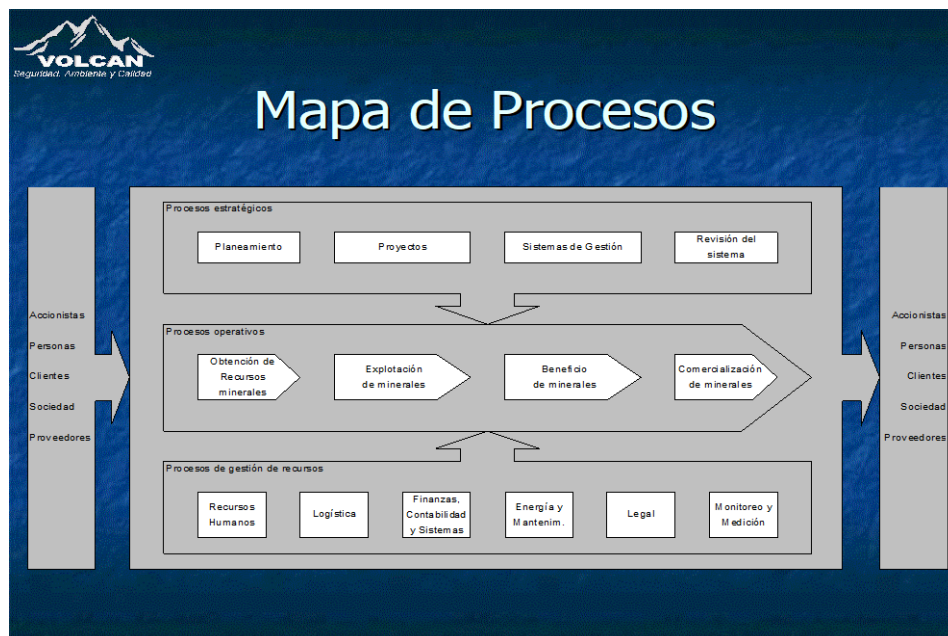 VOLCAN
Seguridad, Ambiente y Calidad
Mapa de Procesos
Accionistas
Personas
Clientes
Sociedad
Proveedores
Procesos estratégicos
Planeamiento
Proyectos
Sistemas de Gestión
Revisión del
sistema
Procesos operativos
Obtención de
Recursos
minerales
Explotación
de minerales
Beneficio
de minerales
Comercialización
de minerales
Procesos de gestión de recursos
Recursos
Humanos
Logística
Finanzas,
Contabilidad
y Sistemas
Energía y
Mantenim.
Legal
Monitoreo y
Medición
Accionistas
Personas
Clientes
Sociedad
Proveedores